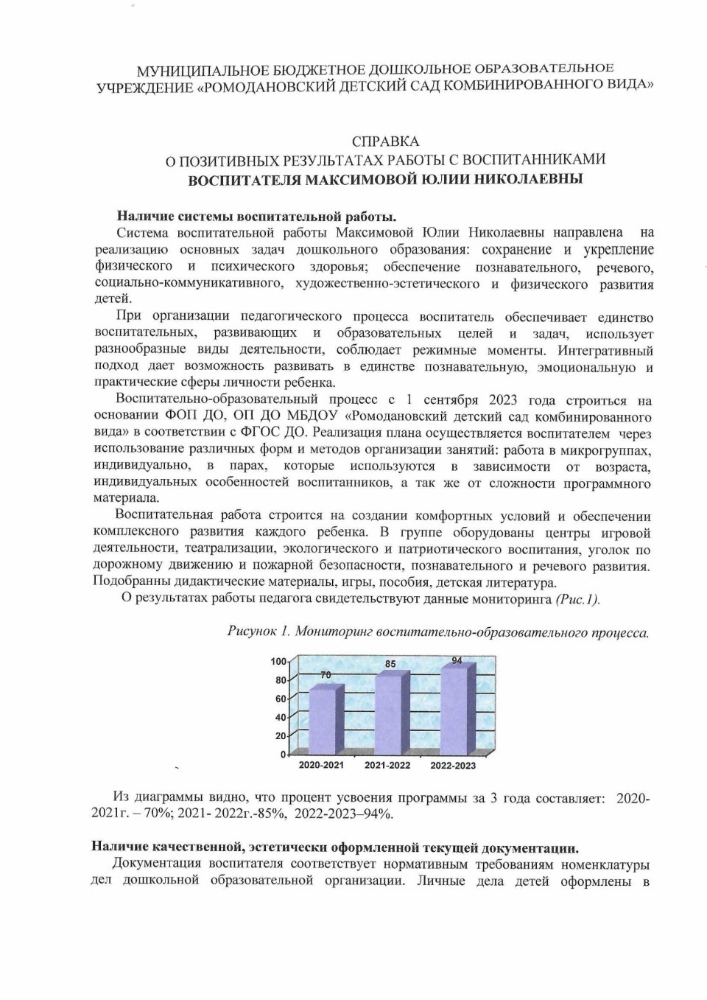 МУНИЦИПАЛЬНОЕ БЮДЖЕТНОЕ ДОШКОЛЬНОЕ ОБРАЗОВАТЕЛЬНОЕ
УЧРЕЖДЕНИЕ «РОМОДАНОВСКИЙ ДЕТСКИЙ САД КОМБИНИРОВАННОГО ВИДА»
СПРАВКА
О ПОЗИТИВНЫХ РЕЗУЛЬТАТАХ РАБОТЫ С ВОСПИТАННИКАМИ
ВОСПИТАТЕЛЯ МАКСИМОВОЙ ЮЛИИ НИКОЛАЕВНЫ
Наличие системы воспитательной работы.
Система воспитательной работы Максимовой Юлии Николаевны направлена на
реализацию основных задач дошкольного образования: сохранение и укрепление
физического и психического здоровья; обеспечение познавательного, речевого,
социально-коммуникативного, художественно-эстетического и физического развития
детей.
При организации педагогического процесса воспитатель обеспечивает единство
воспитательных, развивающих и образовательных целей и задач, использует
разнообразные виды деятельности, соблюдает режимные моменты. Интегративный
подход дает возможность развивать в единстве познавательную, эмоциональную и
практические сферы личности ребенка.
Воспитательно-образовательный процесс с 1 сентября 2023 года строиться на
основании ФОП ДО, ОП ДО МБДОУ «Ромодановский детский сад комбинированного
вида» в соответствии с ФГОС ДО. Реализация плана осуществляется воспитателем через
использование различных форм и методов организации занятий: работа в микрогруппах,
индивидуально, в парах, которые используются в зависимости от возраста,
индивидуальных особенностей воспитанников, а так же от сложности программного
материала.
Воспитательная работа строится на создании комфортных условий и обеспечении
комплексного развития каждого ребенка. В группе оборудованы центры игровой
деятельности, театрализации, экологического и патриотического воспитания, уголок по
дорожному движению и пожарной безопасности, познавательного и речевого развития.
Подобранны дидактические материалы, игры, пособия, детская литература.
О результатах работы педагога свидетельствуют данные мониторинга (Рис.1).
Рисунок 1. Мониторинг воспитательно-образовательного процесса.
100
80
60
40
20
0
70
85
94
2020-2021 2021-2022 2022-2023
Из диаграммы видно, что процент усвоения программы за 3 года составляет: 2020-
2021г. – 70%; 2021- 2022г.-85%, 2022-2023–94%.
Наличие качественной, эстетически оформленной текущей документации.
Документация воспитателя соответствует нормативным требованиям номенклатуры
дел дошкольной образовательной организации. Личные дела детей оформлены в